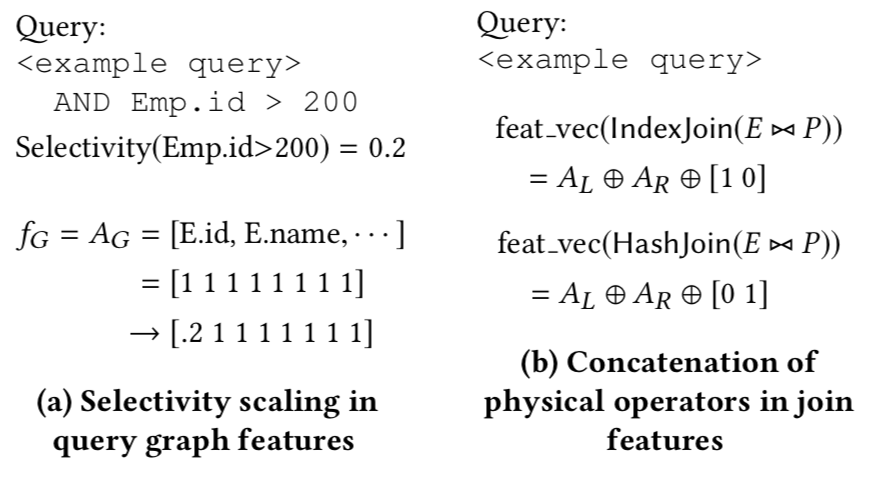 Query:
<example query>
AND Emp.id > 200
Selectivity(Emp.id>200) = 0.2
f_G = A_G = [E.id, E.name, ⋯ ]
= [1 1 1 1 1 1 1 1]
→ [.2 1 1 1 1 1 1 1]
(a) Selectivity scaling in
query graph features
Query:
<example query>
feat_vec(IndexJoin(E ⋈ P))
= A_L ⊕ A_R ⊕ [1 0]
feat_vec(HashJoin(E ⋈ P))
= A_L ⊕ A_R ⊕ [0 1]
(b) Concatenation of
physical operators in join
features